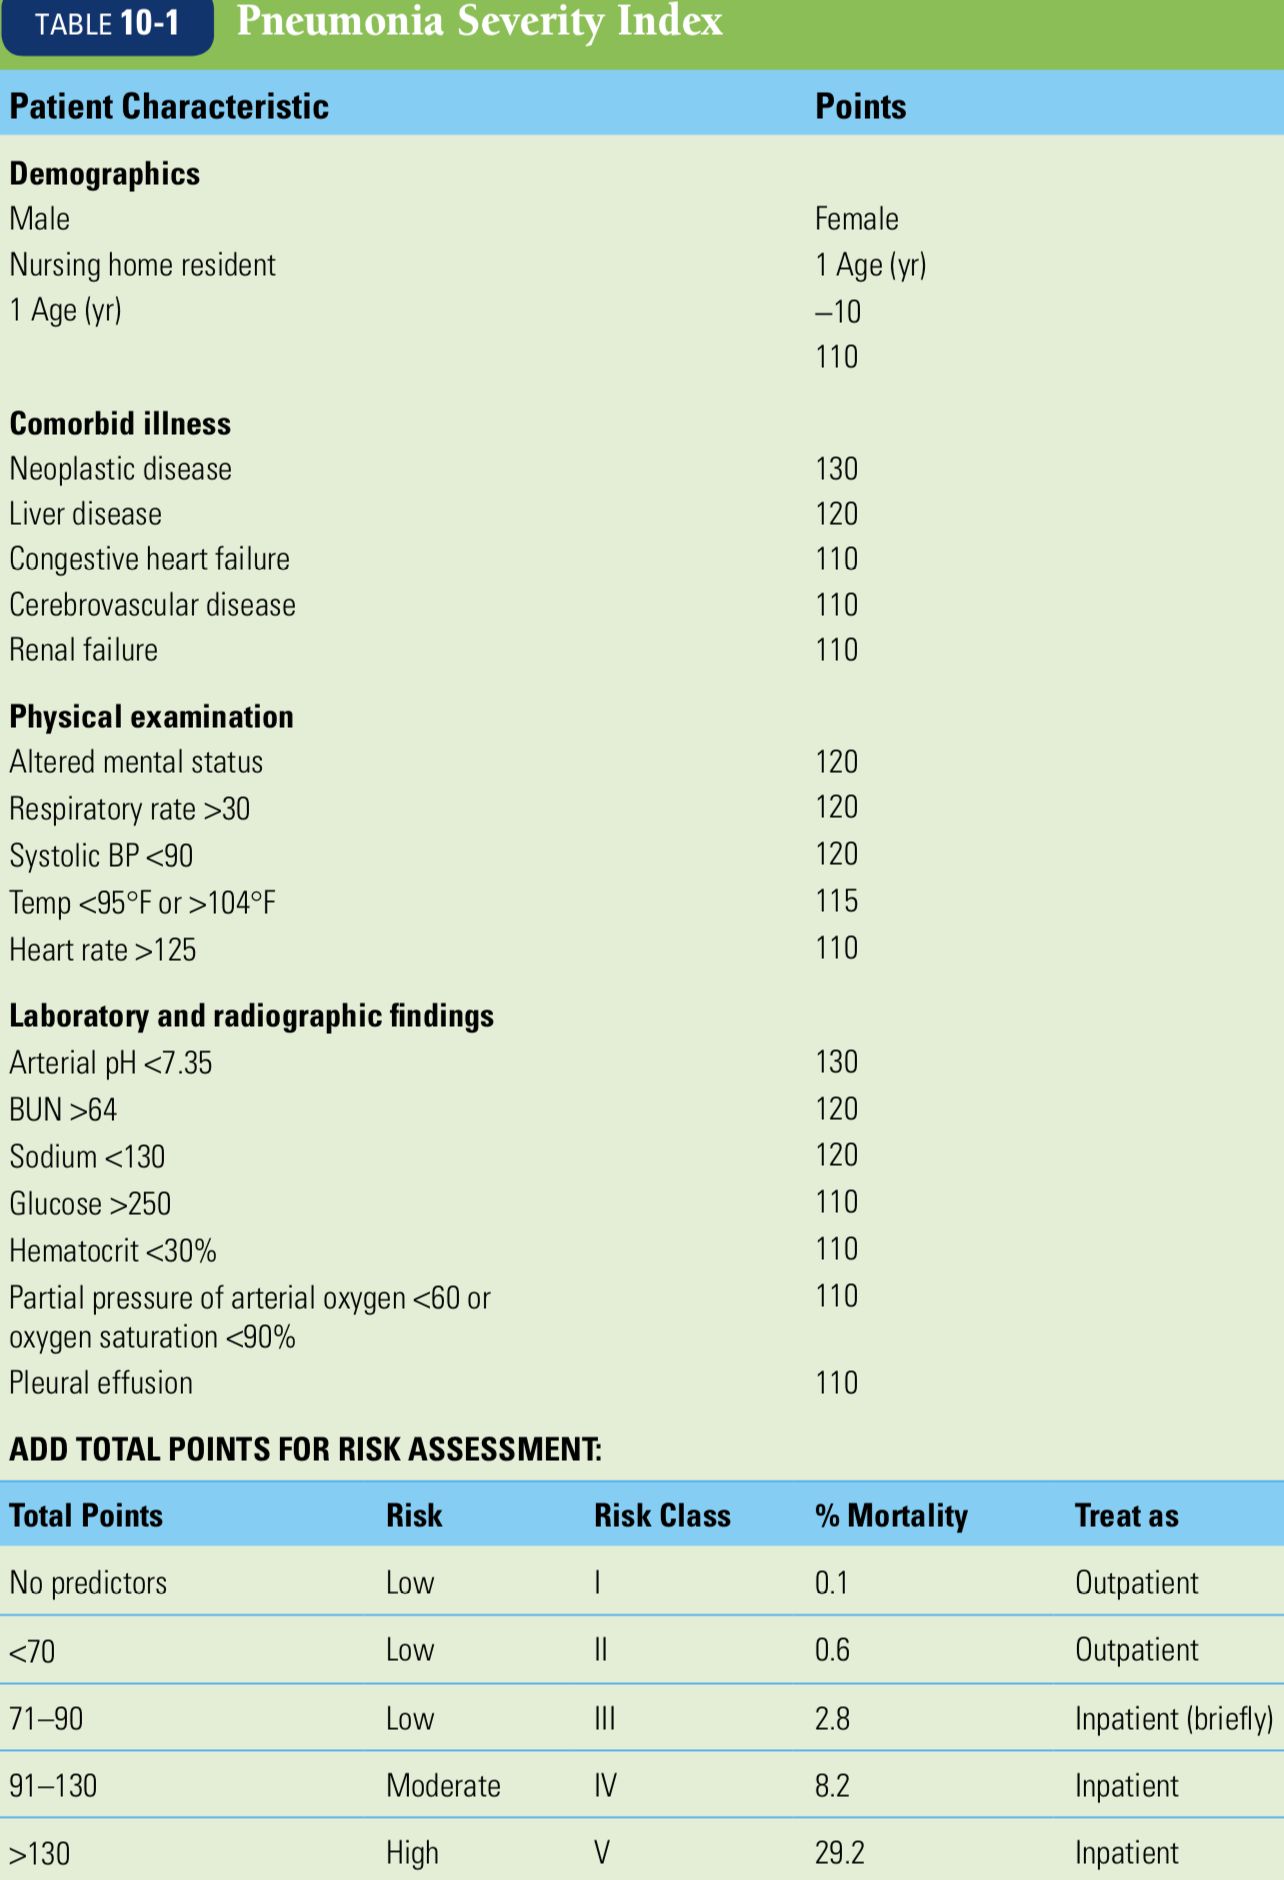 TABLE 10-1 Pneumonia Severity Index
Patient Characteristic Points
Demographics
Male Female
Nursing home resident 1 Age (yr)
1 Age (yr) –10
110
Comorbid illness
Neoplastic disease 130
Liver disease 120
Congestive heart failure 110
Cerebrovascular disease 110
Renal failure 110
Physical examination
Altered mental status 120
Respiratory rate >30 120
Systolic BP <90 120
Temp <95°F or >104°F 115
Heart rate >125 110
Laboratory and radiographic findings
Arterial pH <7.35 130
BUN >64 120
Sodium <130 120
Glucose >250 110
Hematocrit <30% 110
Partial pressure of arterial oxygen <60 or 110
oxygen saturation <90%
Pleural effusion 110
ADD TOTAL POINTS FOR RISK ASSESSMENT:
Total Points Risk Risk Class % Mortality Treat as
No predictors Low I 0.1 Outpatient
<70 Low II 0.6 Outpatient
71–90 Low III 2.8 Inpatient (briefly)
91–130 Moderate IV 8.2 Inpatient
>130 High V 29.2 Inpatient